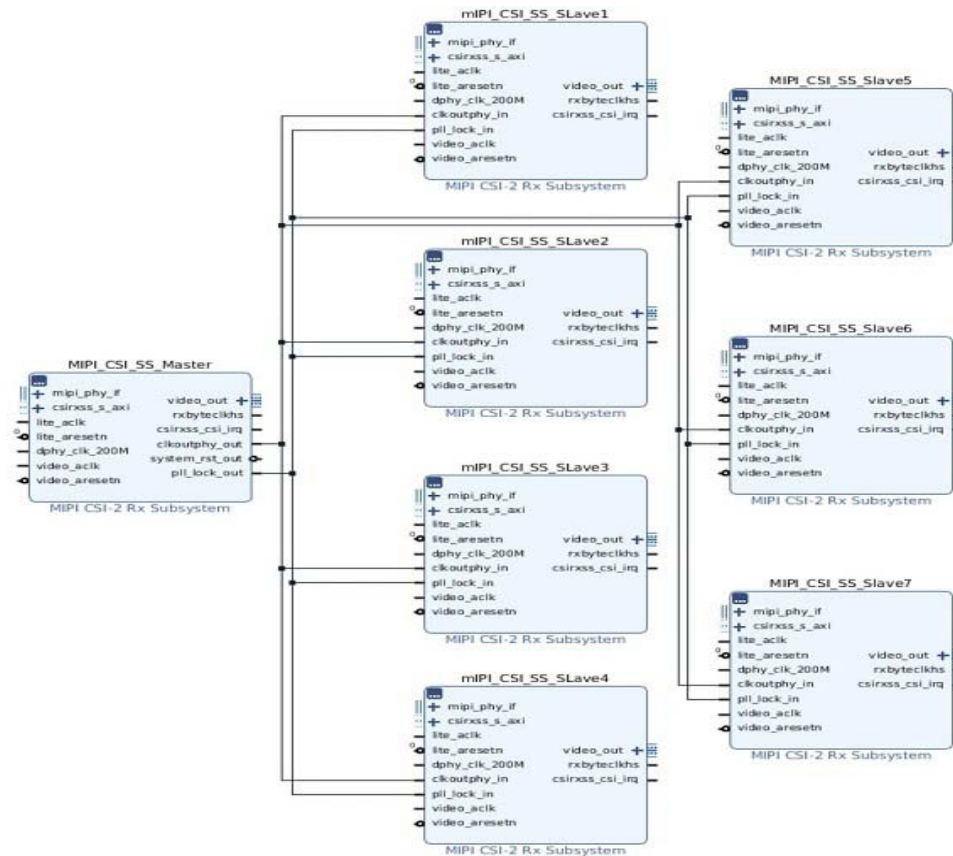 mIPI_CSI_SS_SLave1
mipi_phy_if
csirxss_s_axi
lite_aclk
lite_aresetn video_out
dphy_clk_200M rxbyteclkhs
clkoutphy_in csirxss_csi_irq
pll_lock_in
video_aclk
video_aresetn
MIPI CSI-2 Rx Subsystem
MIPI_CSI_SS_Slave5
mipi_phy_if
csirxss_s_axi
lite_aclk
lite_aresetn video_out
dphy_clk_200M rxbyteclkhs
clkoutphy_in csirxss_csi_irq
pll_lock_in
video_aclk
video_aresetn
MIPI CSI-2 Rx Subsystem
mIPI_CSI_SS_SLave2
mipi_phy_if
csirxss_s_axi
lite_aclk
lite_aresetn video_out
dphy_clk_200M rxbyteclkhs
clkoutphy_in csirxss_csi_irq
pll_lock_in
video_aclk
video_aresetn
MIPI CSI-2 Rx Subsystem
MIPI_CSI_SS_Slave6
mipi_phy_if
csirxss_s_axi
lite_aclk
lite_aresetn video_out
dphy_clk_200M rxbyteclkhs
clkoutphy_in csirxss_csi_irq
pll_lock_in
video_aclk
video_aresetn
MIPI CSI-2 Rx Subsystem
MIPI_CSI_SS_Master
mipi_phy_if
csirxss_s_axi video_out
lite_aclk rxbyteclkhs
lite_aresetn csirxss_csi_irq
dphy_clk_200M clkoutphy_out
video_aclk system_rst_out
video_aresetn pll_lock_out
MIPI CSI-2 Rx Subsystem
mIPI_CSI_SS_SLave3
mipi_phy_if
csirxss_s_axi
lite_aclk
lite_aresetn video_out
dphy_clk_200M rxbyteclkhs
clkoutphy_in csirxss_csi_irq
pll_lock_in
video_aclk
video_aresetn
MIPI CSI-2 Rx Subsystem
MIPI_CSI_SS_Slave7
mipi_phy_if
csirxss_s_axi
lite_aclk
lite_aresetn video_out
dphy_clk_200M rxbyteclkhs
clkoutphy_in csirxss_csi_irq
pll_lock_in
video_aclk
video_aresetn
MIPI CSI-2 Rx Subsystem
mIPI_CSI_SS_SLave4
mipi_phy_if
csirxss_s_axi
lite_aclk
lite_aresetn video_out
dphy_clk_200M rxbyteclkhs
clkoutphy_in csirxss_csi_irq
pll_lock_in
video_aclk
video_aresetn
MIPI CSI-2 Rx Subsystem